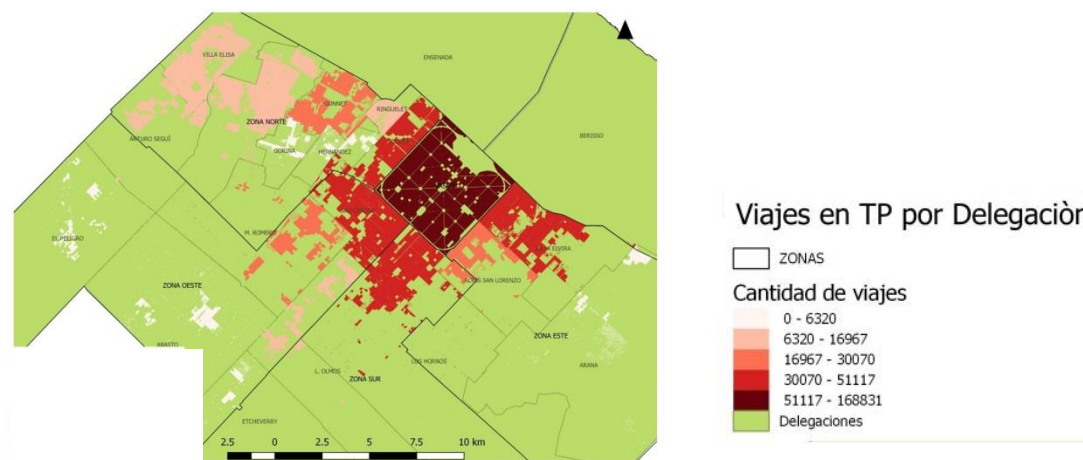 VILLA ELISA
ENSENADA
GONNET
RINGUELET
ZONA NORTE
ARTURO SEGUÍ
GORINA
HERNANDEZ
BERISSO
EL PELIGRO
M. ROMERO
VILLA ELVIRA
ALTOS SAN LORENZO
ZONA OESTE
ABASTO
ZONA ESTE
LOS HORNOS
ARANA
L. OLMOS
ZONA SUR
ETCHEVERRY
2.5 0 2.5 5 7.5 10 km
Viajes en TP por Delegaciòn
ZONAS
Cantidad de viajes
0 - 6320
6320 - 16967
16967 - 30070
30070 - 51117
51117 - 168831
Delegaciones